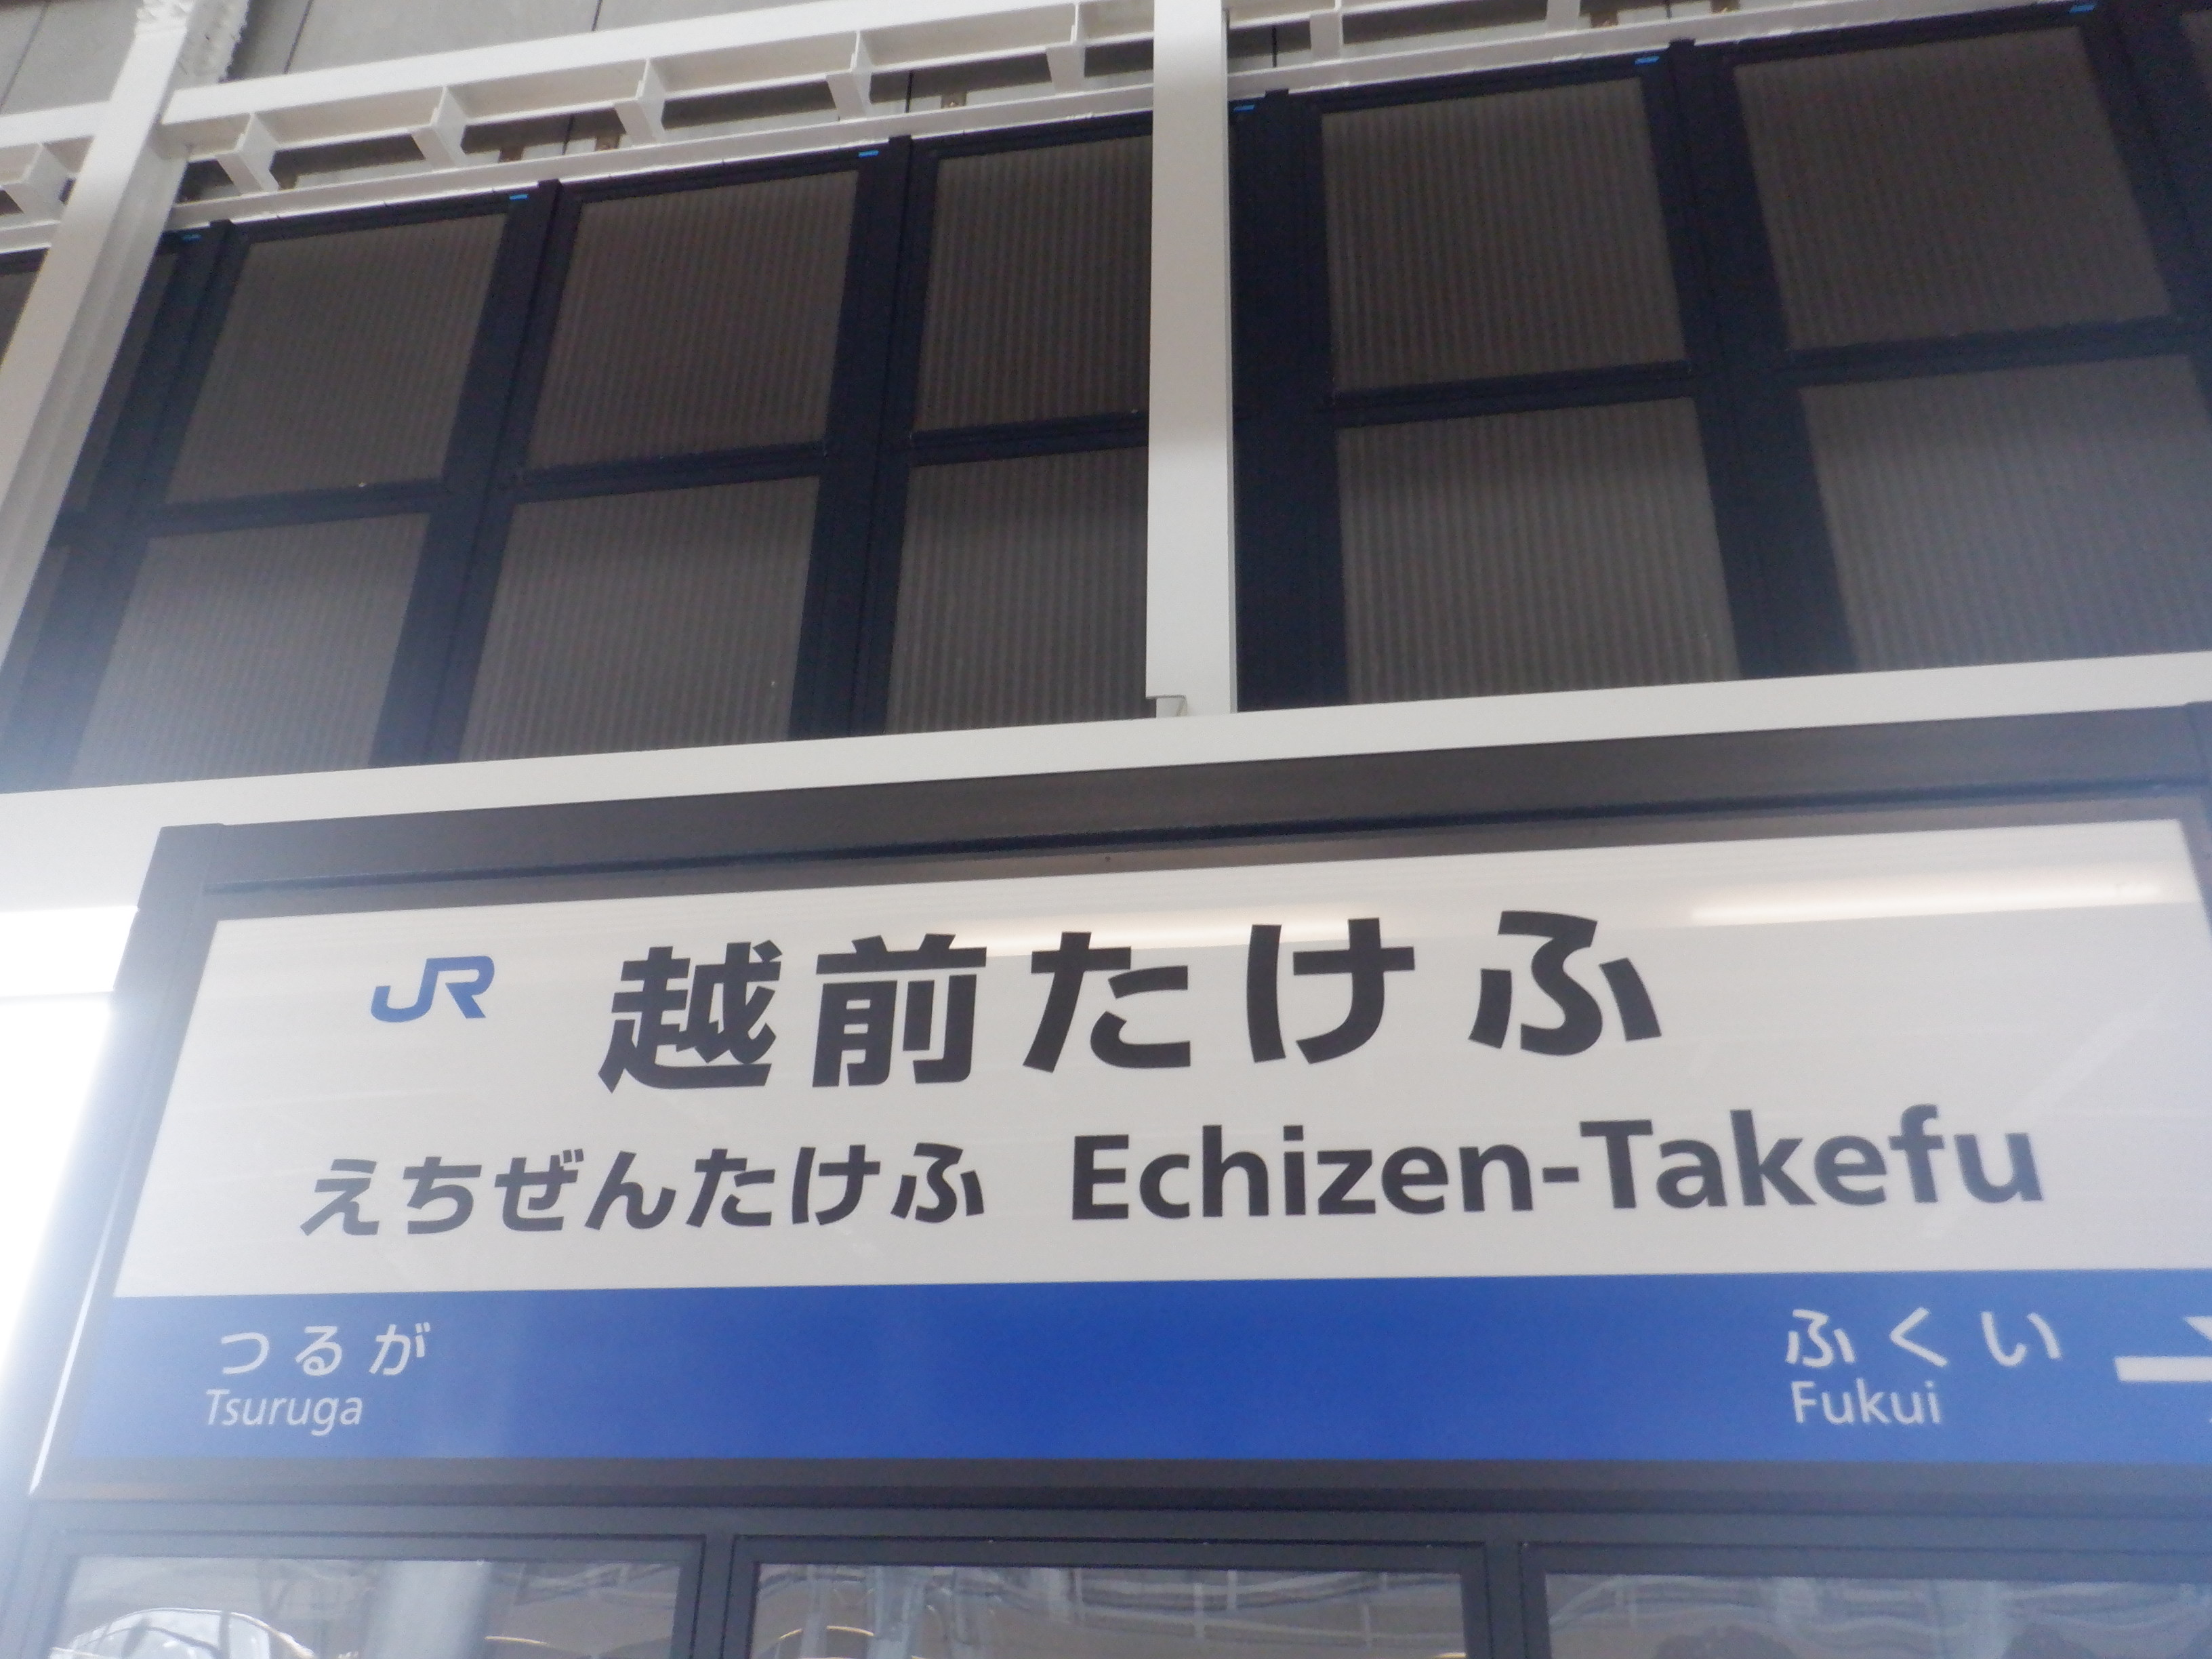 JR 越前たけふ
えちぜんたけふ Echizen-Takefu
つるが ふくい
Tsuruga Fukui